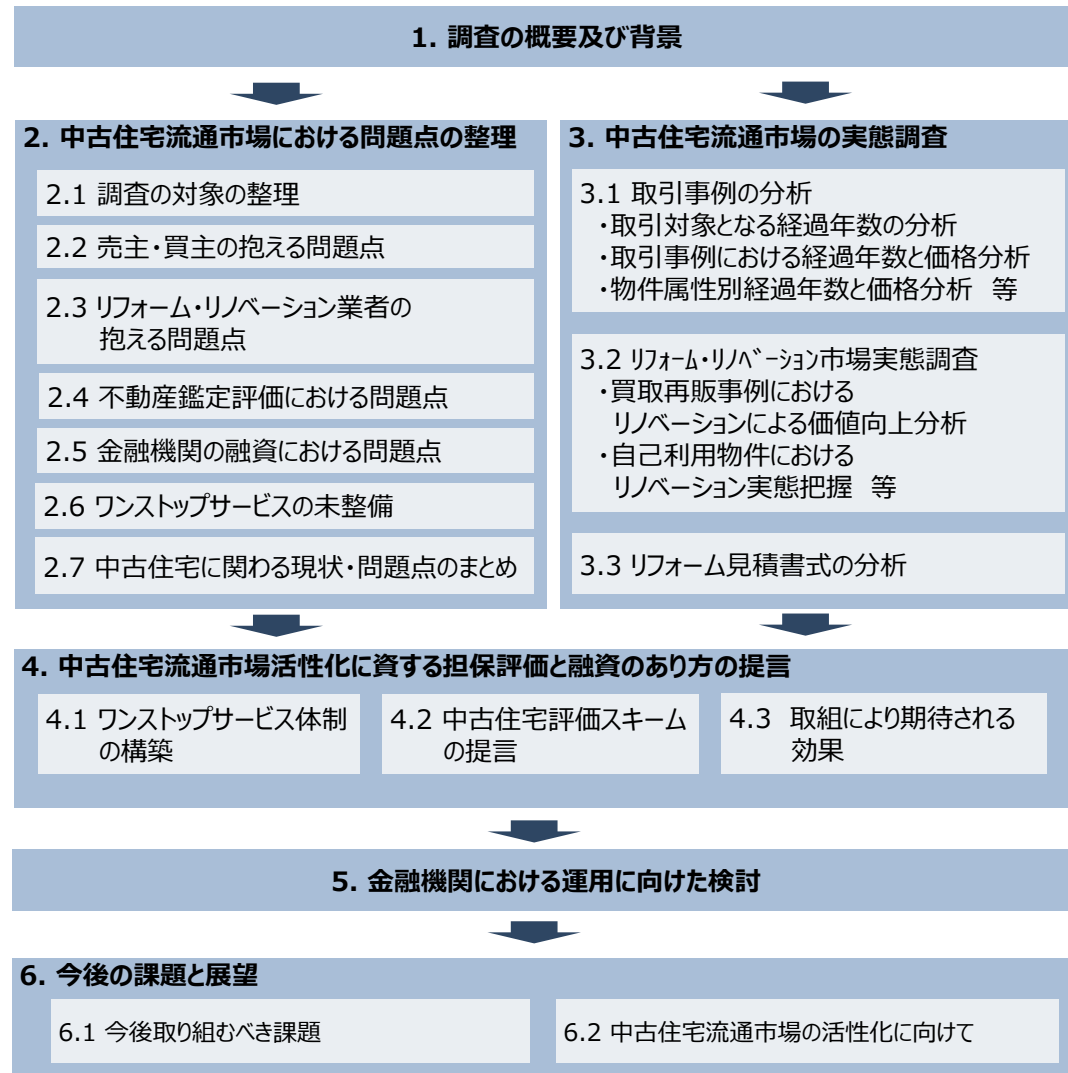 1. 調査の概要及び背景
2. 中古住宅流通市場における問題点の整理
2.1 調査の対象の整理
2.2 売主・買主の抱える問題点
2.3 リフォーム・リノベーション業者の
抱える問題点
2.4 不動産鑑定評価における問題点
2.5 金融機関の融資における問題点
2.6 ワンストップサービスの未整備
2.7 中古住宅に関わる現状・問題点のまとめ
3. 中古住宅流通市場の実態調査
3.1 取引事例の分析
・取引対象となる経過年数の分析
・取引事例における経過年数と価格分析
・物件属性別経過年数と価格分析 等
3.2 ﾘﾌｫｰﾑ・ﾘﾉﾍﾞｰｼｮﾝ市場実態調査
・買取再販事例における
リノベーションによる価値向上分析
・自己利用物件における
リノベーション実態把握 等
3.3 リフォーム見積書式の分析
4. 中古住宅流通市場活性化に資する担保評価と融資のあり方の提言
4.1 ワンストップサービス体制
の構築
4.2 中古住宅評価スキーム
の提言
4.3 取組により期待される
効果
5. 金融機関における運用に向けた検討
6. 今後の課題と展望
6.1 今後取り組むべき課題
6.2 中古住宅流通市場の活性化に向けて